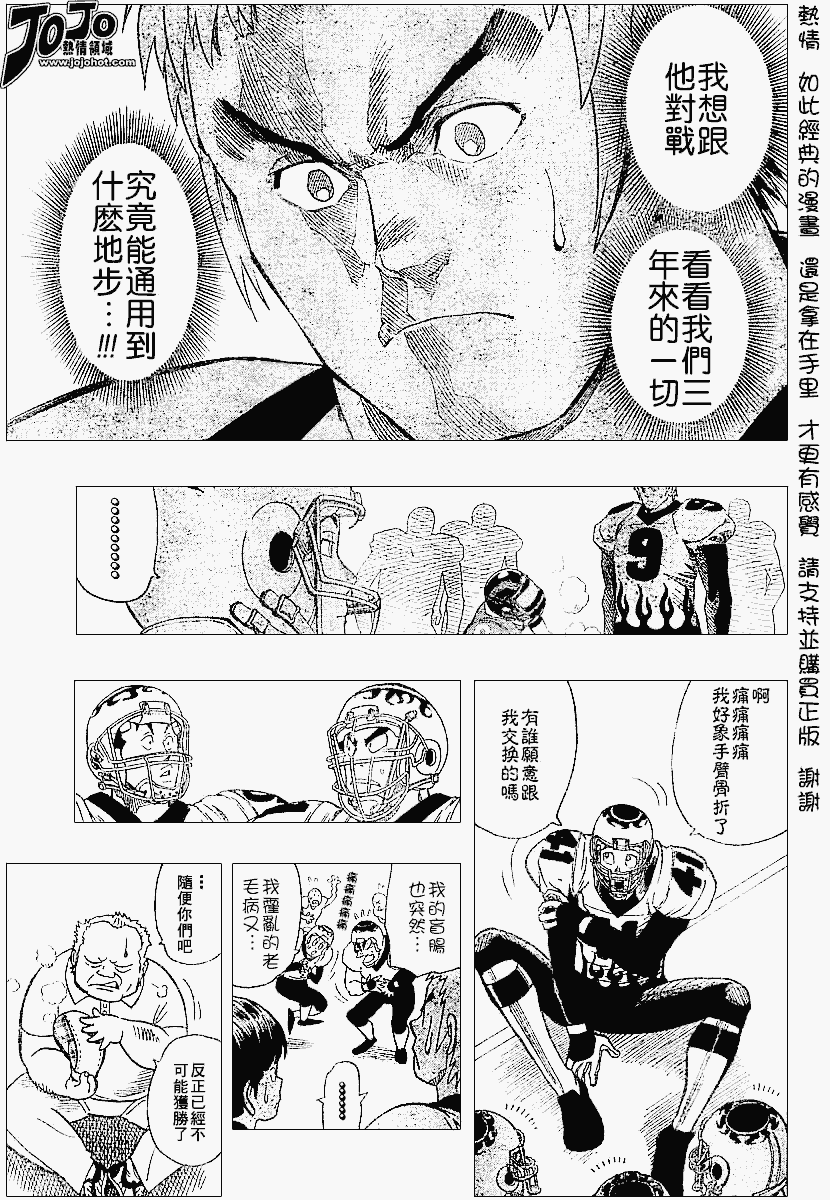 JOJO
熱情領域
www.jojohot.com
熱情 如此經典的漫畫 還是拿在手里 才更有感覺 請支持並購買正版 謝謝
我想跟
他對戰
看看我們三
年來的一切
究竟能通用到
什麽地步…!!!
啊
痛痛痛痛
我好象手臂骨折了
有誰願意跟
我交換的嗎
痛痛痛痛痛
我的盲腸
也突然…
我霍亂的老
毛病又…
…
隨便你們吧
反正已經不
可能獲勝了
9